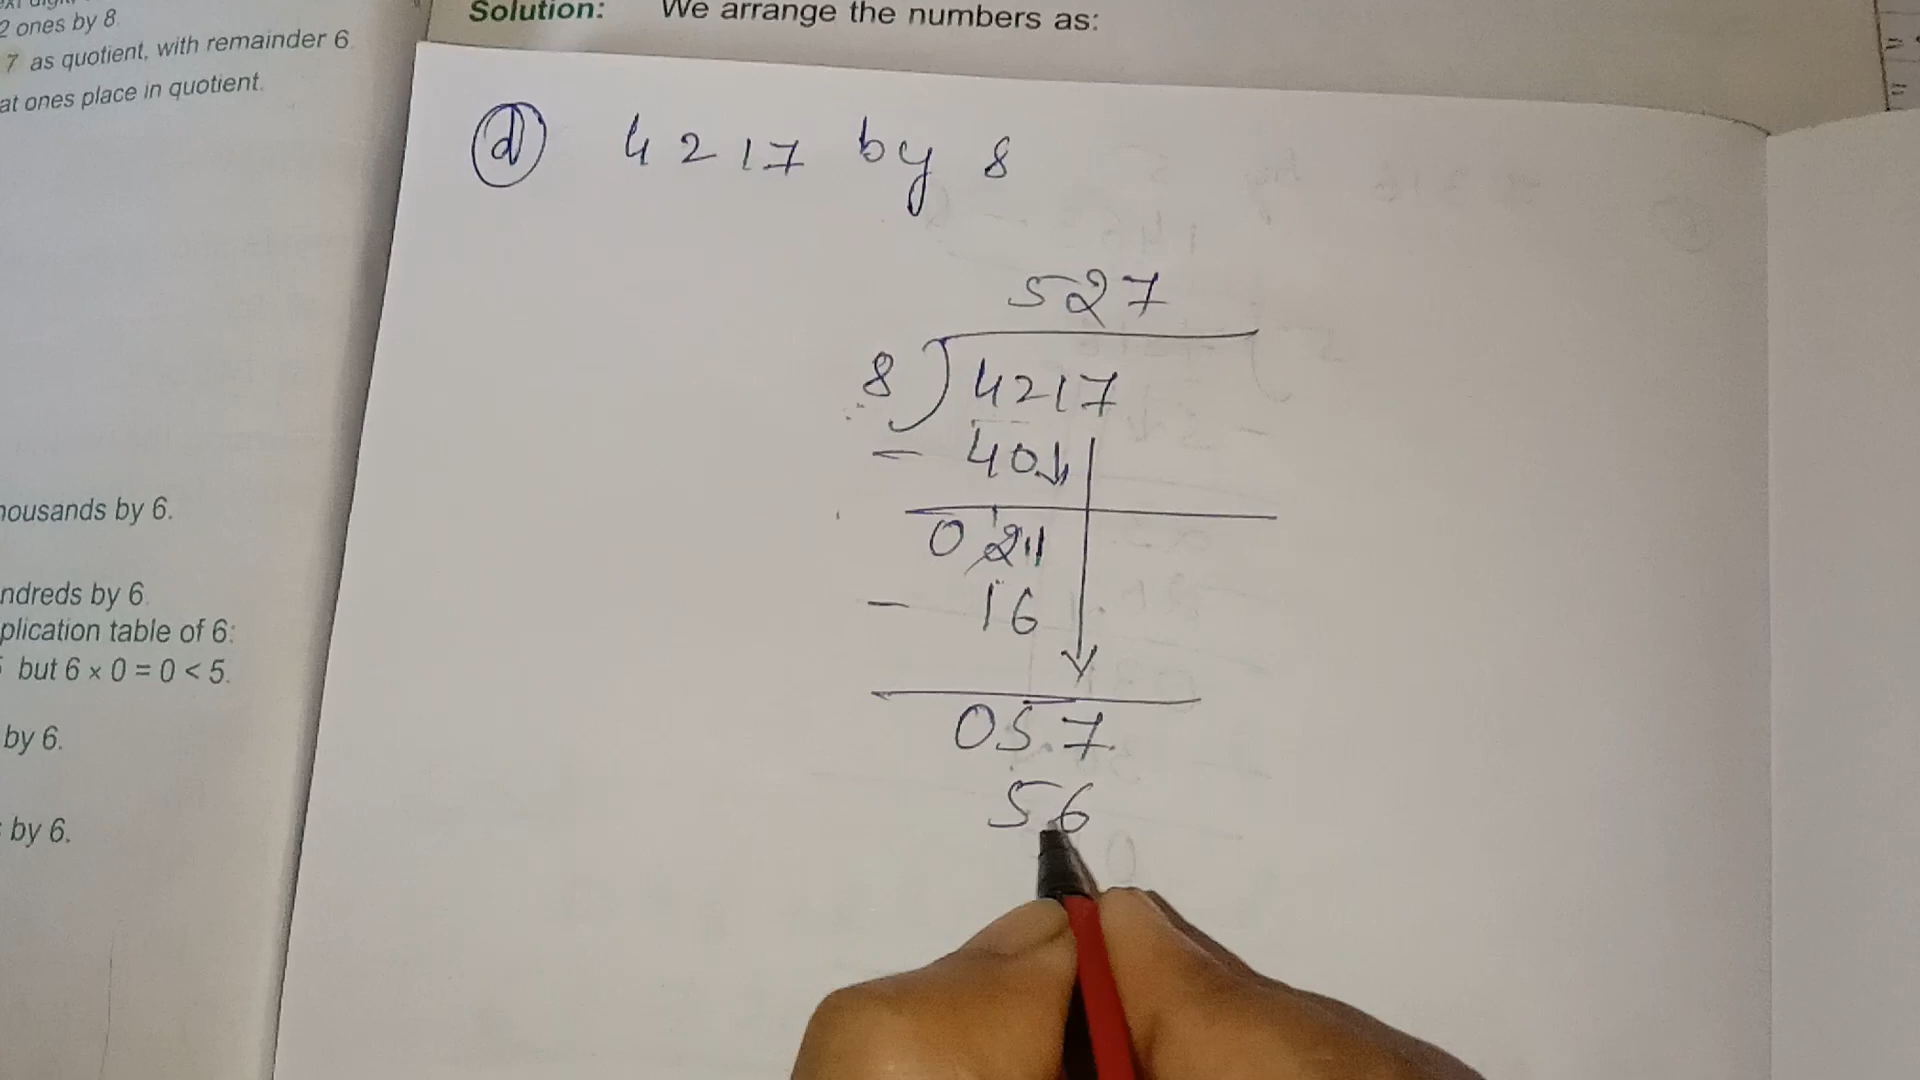 2 ones by 8.
7 as quotient, with remainder 6.
at ones place in quotient.
housands by 6.
ndreds by 6.
plication table of 6:
but 6 × 0 = 0 < 5.
by 6.
by 6.
Solution: We arrange the numbers as:
(d) 4217 by 8
527
8 ) 4217
- 40↓
021
- 16
057
56